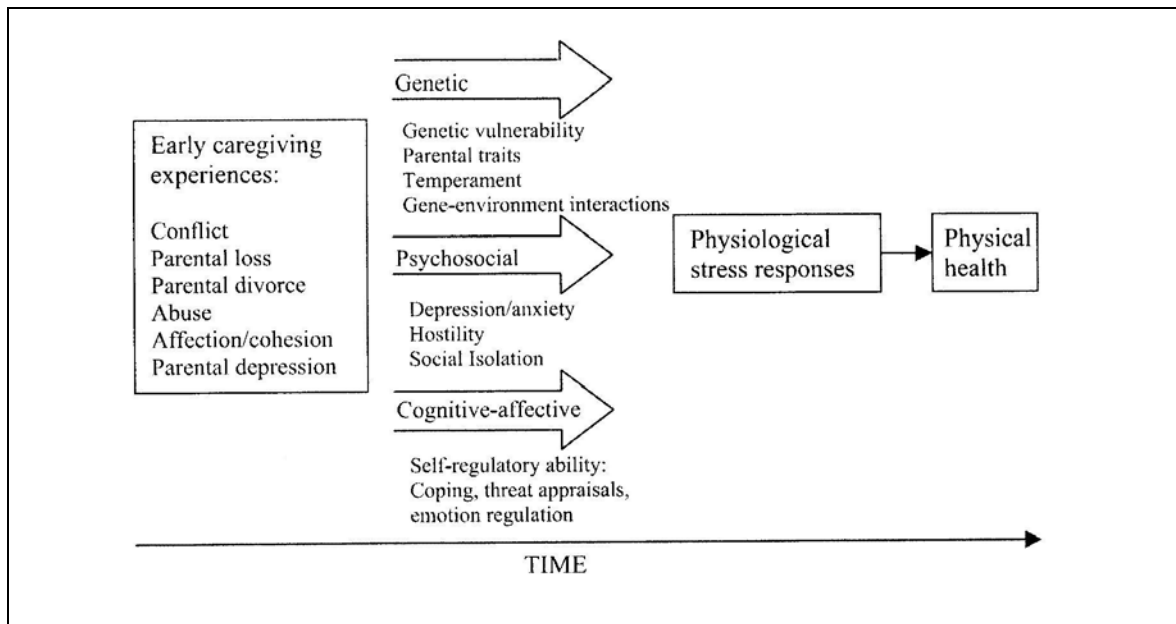 Early caregiving
experiences:
Conflict
Parental loss
Parental divorce
Abuse
Affection/cohesion
Parental depression
Genetic
Genetic vulnerability
Parental traits
Temperament
Gene-environment interactions
Psychosocial
Depression/anxiety
Hostility
Social Isolation
Cognitive-affective
Self-regulatory ability:
Coping, threat appraisals,
emotion regulation
Physiological
stress responses
Physical
health
TIME